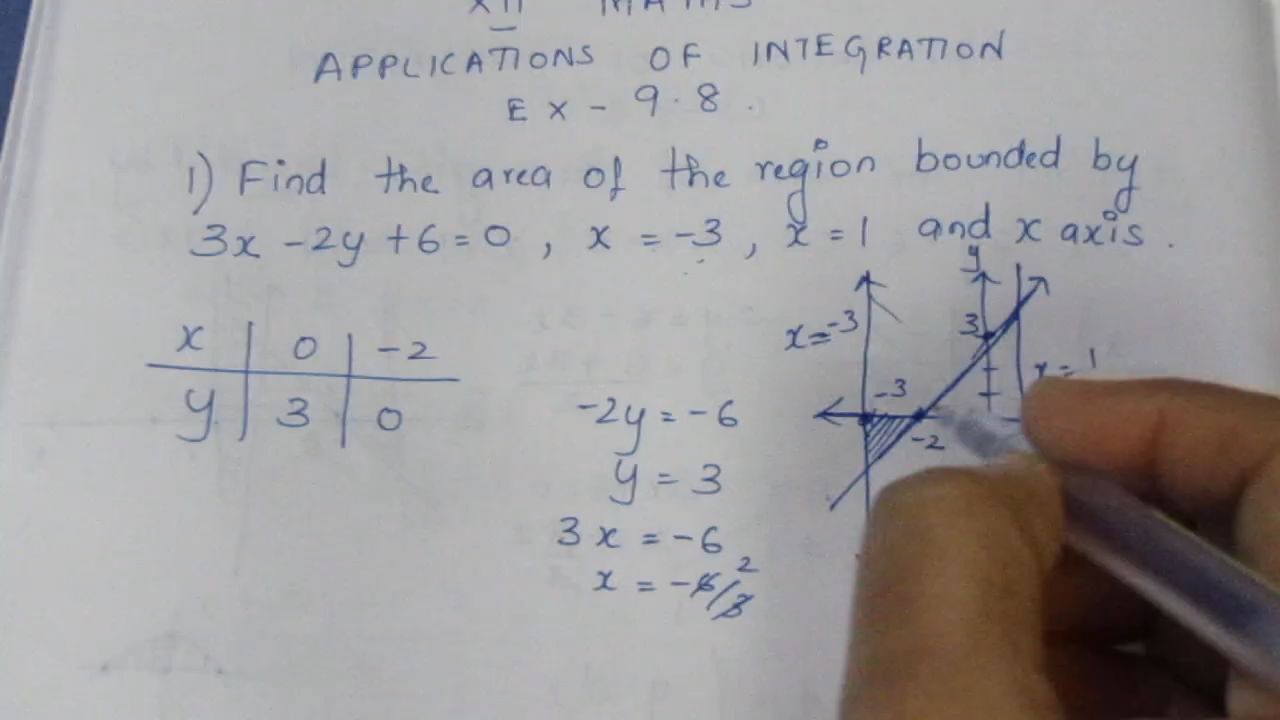 XII MATHS
APPLICATIONS OF INTEGRATION
EX - 9.8.
1) Find the area of the region bounded by
3x -2y +6 = 0 , x = -3 , x = 1 and x axis .
x | 0 | -2
y | 3 | 0
-2y = -6
y = 3
3x = -6
x = -6/3 2
y
x = -3
3
x = 1
-3
-2